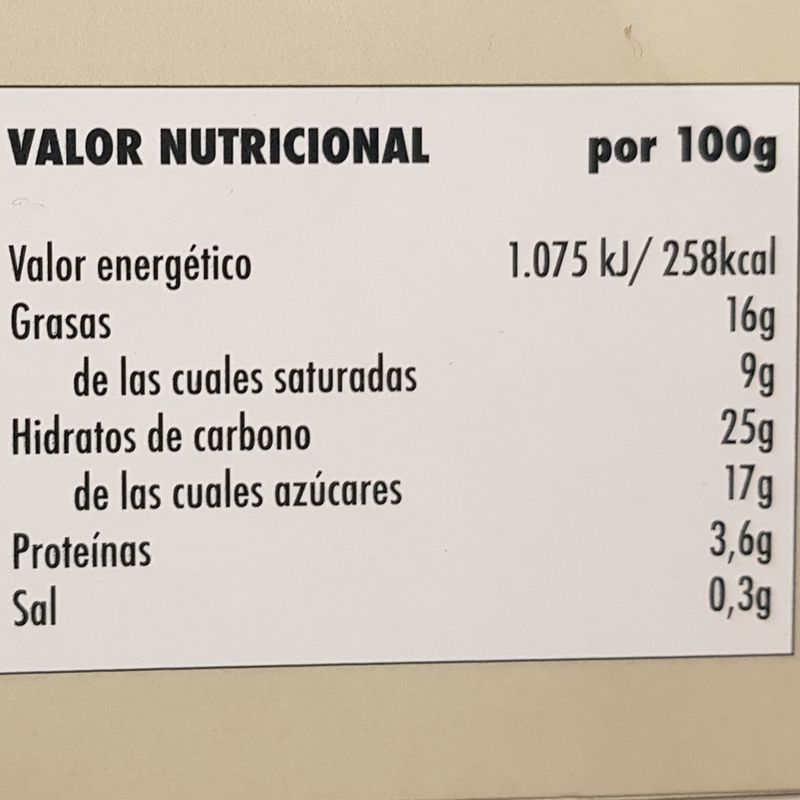 VALOR NUTRICIONAL por 100g
Valor energético 1.075 kJ/ 258kcal
Grasas 16g
de las cuales saturadas 9g
Hidratos de carbono 25g
de las cuales azúcares 17g
Proteínas 3,6g
Sal 0,3g